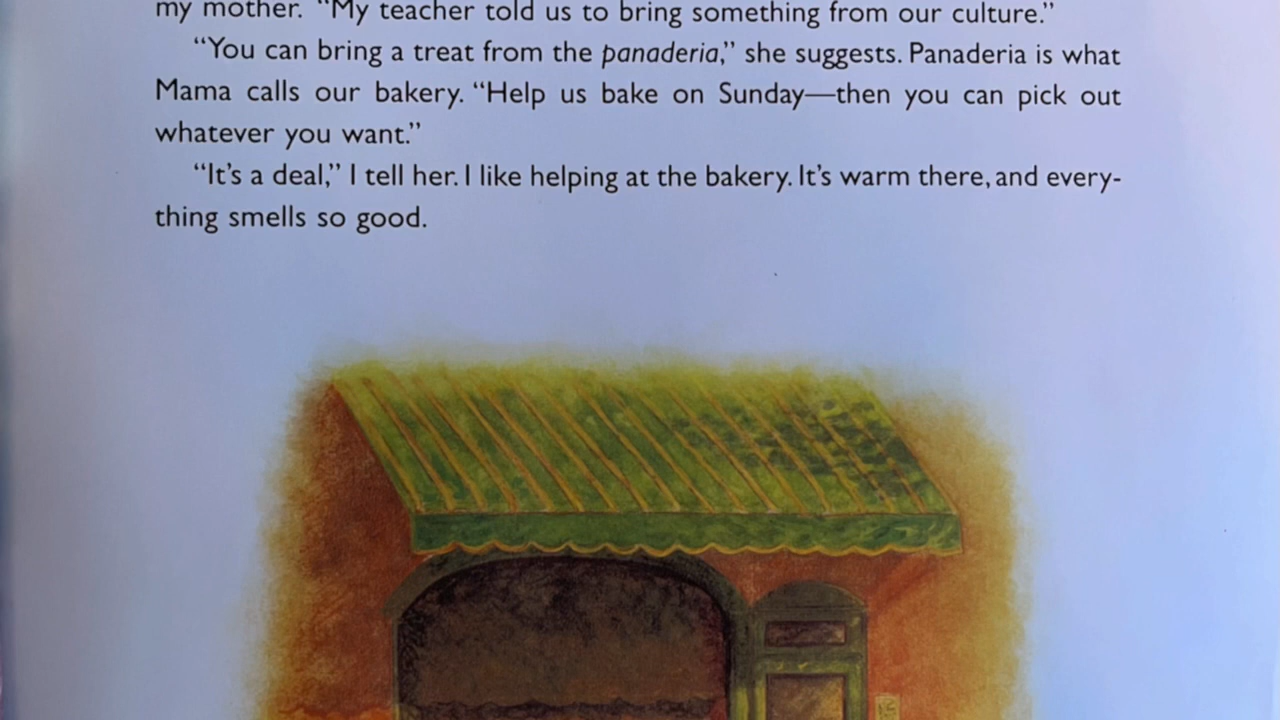 my mother. “My teacher told us to bring something from our culture.”
“You can bring a treat from the panaderia,” she suggests. Panaderia is what
Mama calls our bakery. “Help us bake on Sunday—then you can pick out
whatever you want.”
“It’s a deal,” I tell her. I like helping at the bakery. It’s warm there, and every-
thing smells so good.